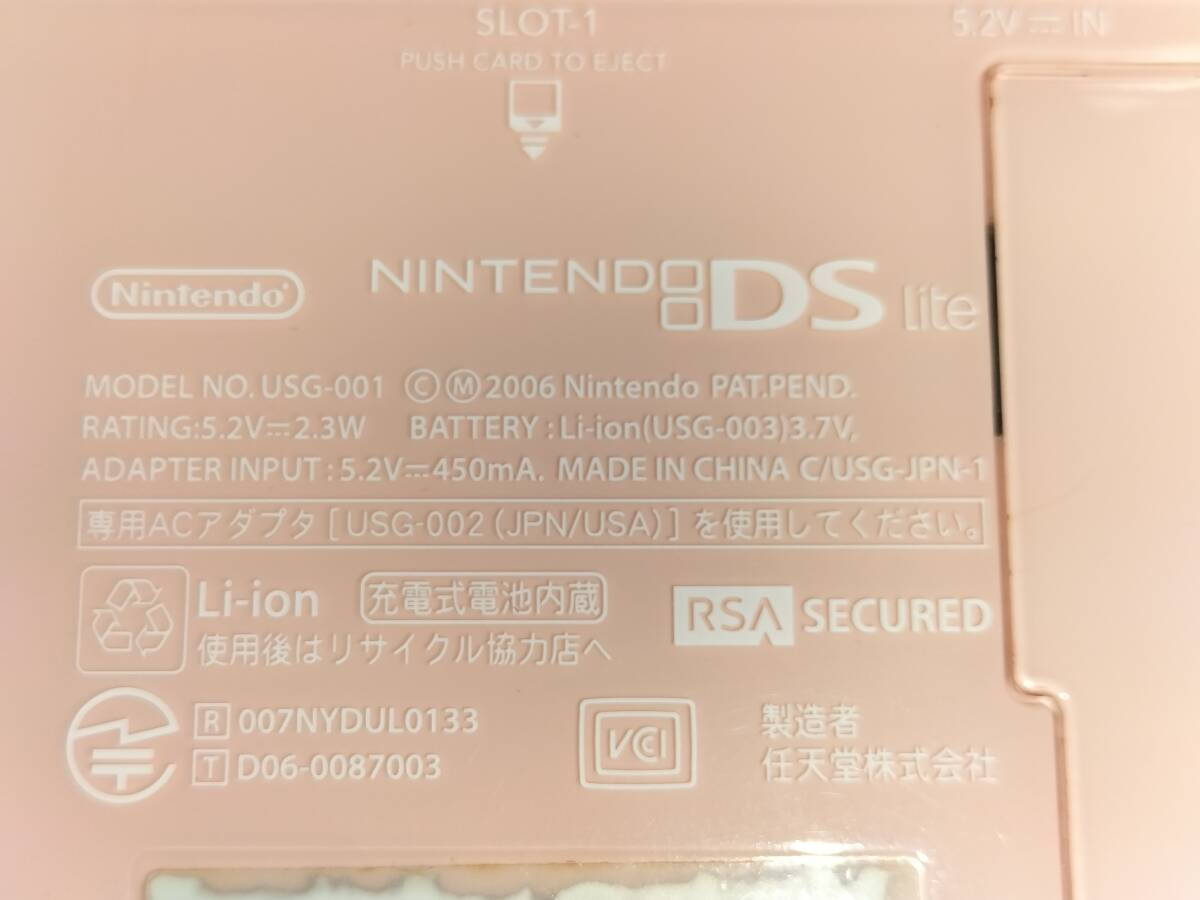 SLOT-1
5.2V⎓IN
PUSH CARD TO EJECT
Nintendo®
NINTENDO DS Lite
MODEL NO. USG-001 ⒸⓂ2006 Nintendo PAT.PEND.
RATING:5.2V⎓2.3W BATTERY:Li-ion(USG-003)3.7V,
ADAPTER INPUT:5.2V⎓450mA. MADE IN CHINA C/USG-JPN-1
専用ACアダプタ[USG-002(JPN/USA)]を使用してください。
Li-ion 充電式電池内蔵
使用後はリサイクル協力店へ
RSA SECURED
R 007NYDUL0133
T D06-0087003
VCI
製造者
任天堂株式会社